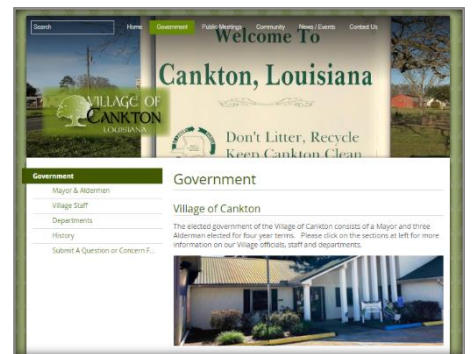 Search
Home Government Public Meetings Community News / Events Contact Us
Welcome To
Cankton, Louisiana
VILLAGE OF
CANKTON
LOUISIANA
Don't Litter, Recycle
Keep Cankton Clean
Government
Mayor & Aldermen
Village Staff
Departments
History
Submit A Question or Concern F...
Government
Village of Cankton
The elected government of the Village of Cankton consists of a Mayor and three
Alderman elected for four year terms. Please click on the sections at left for more
information on our Village officials, staff and departments.